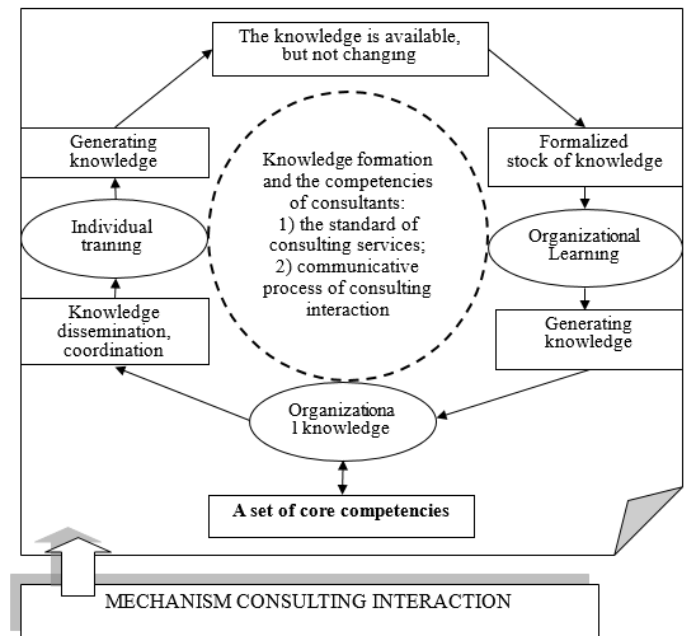 The knowledge is available,
but not changing
Generating
knowledge
Formalized
stock of knowledge
Knowledge formation
and the competencies
of consultants:
1) the standard of
consulting services;
2) communicative
process of consulting
interaction
Individual
training
Organizational
Learning
Knowledge
dissemination,
coordination
Generating
knowledge
Organizationa
l knowledge
A set of core competencies
MECHANISM CONSULTING INTERACTION